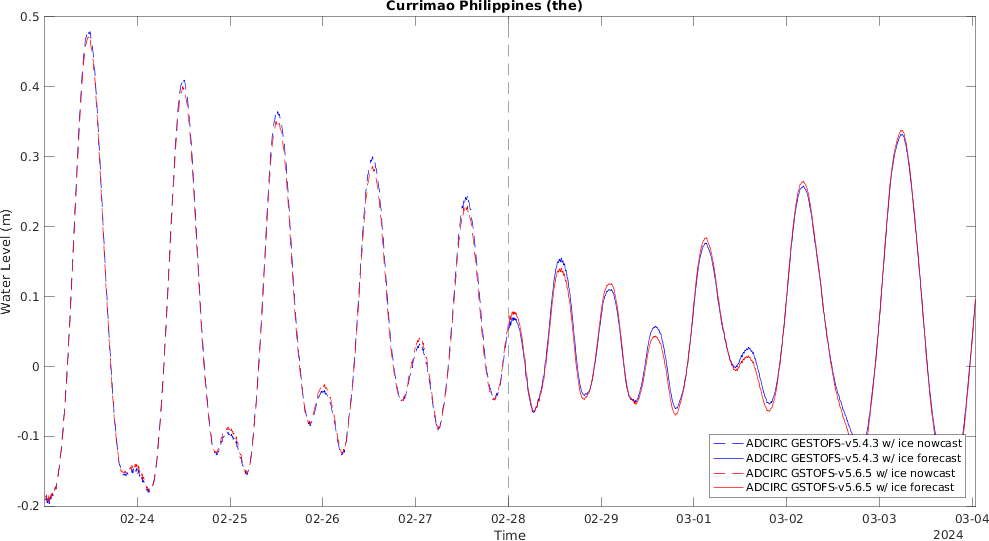 Currimao Philippines (the)
0.5
0.4
0.3
0.2
0.1
0
-0.1
-0.2
Water Level (m)
ADCIRC GESTOFS-v5.4.3 w/ ice nowcast
ADCIRC GESTOFS-v5.4.3 w/ ice forecast
ADCIRC GSTOFS-v5.6.5 w/ ice nowcast
ADCIRC GSTOFS-v5.6.5 w/ ice forecast
02-24 02-25 02-26 02-27 02-28 02-29 03-01 03-02 03-03 03-04
Time
2024